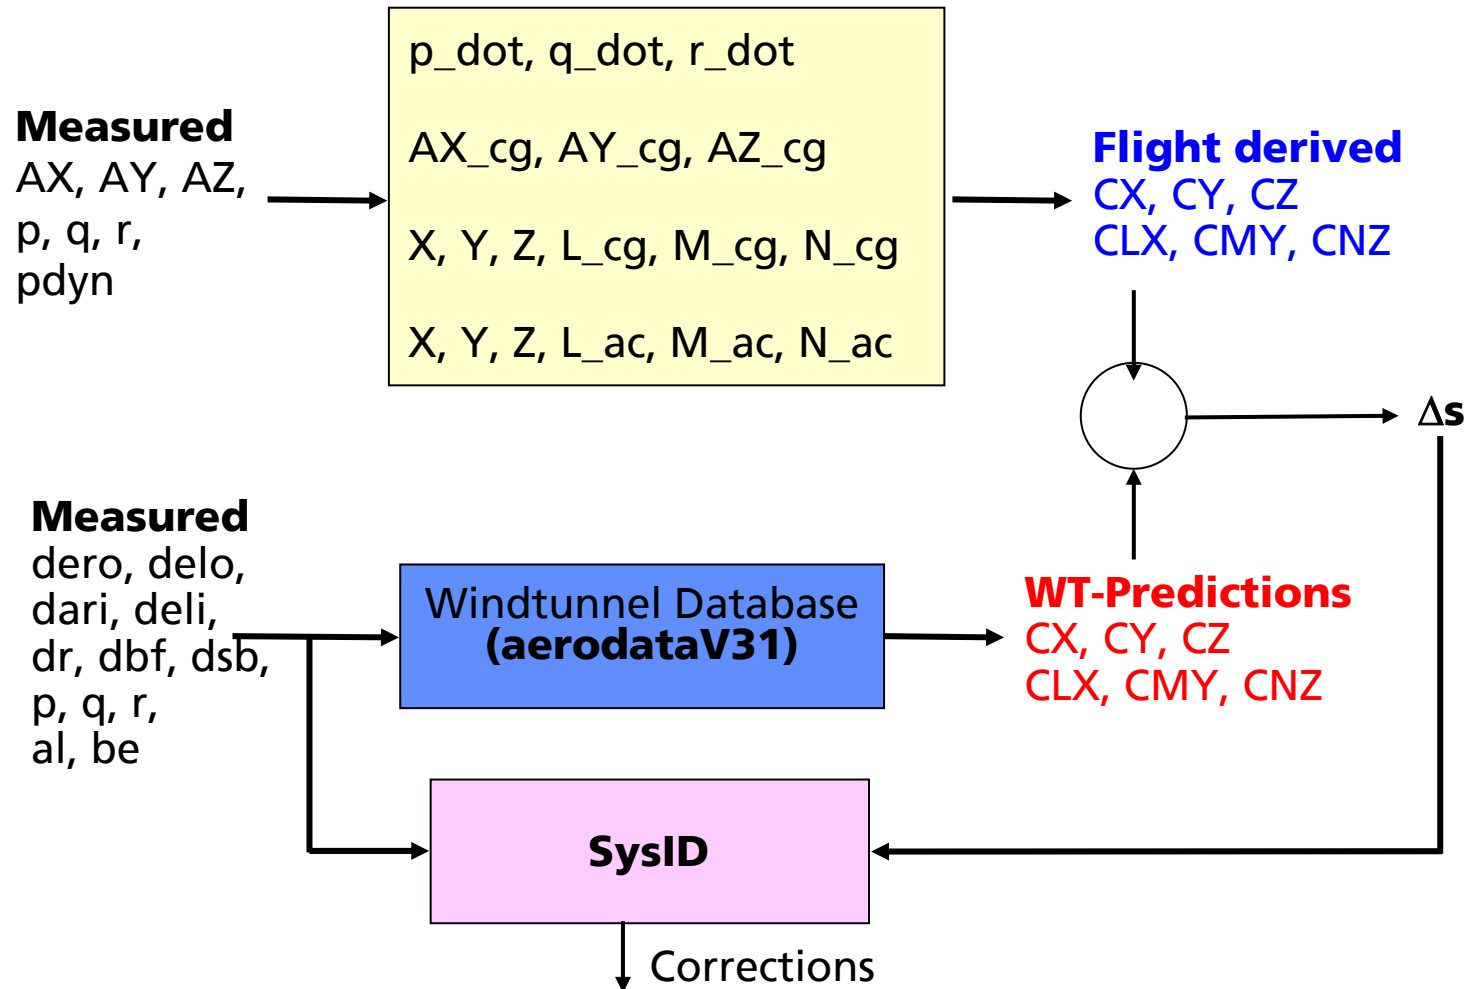 p_dot, q_dot, r_dot
AX_cg, AY_cg, AZ_cg
X, Y, Z, L_cg, M_cg, N_cg
X, Y, Z, L_ac, M_ac, N_ac
Measured
AX, AY, AZ,
p, q, r,
pdyn
Flight derived
CX, CY, CZ
CLX, CMY, CNZ
Δs
Measured
dero, delo,
dari, deli,
dr, dbf, dsb,
p, q, r,
al, be
Windtunnel Database
(aerodataV31)
WT-Predictions
CX, CY, CZ
CLX, CMY, CNZ
SysID
Corrections